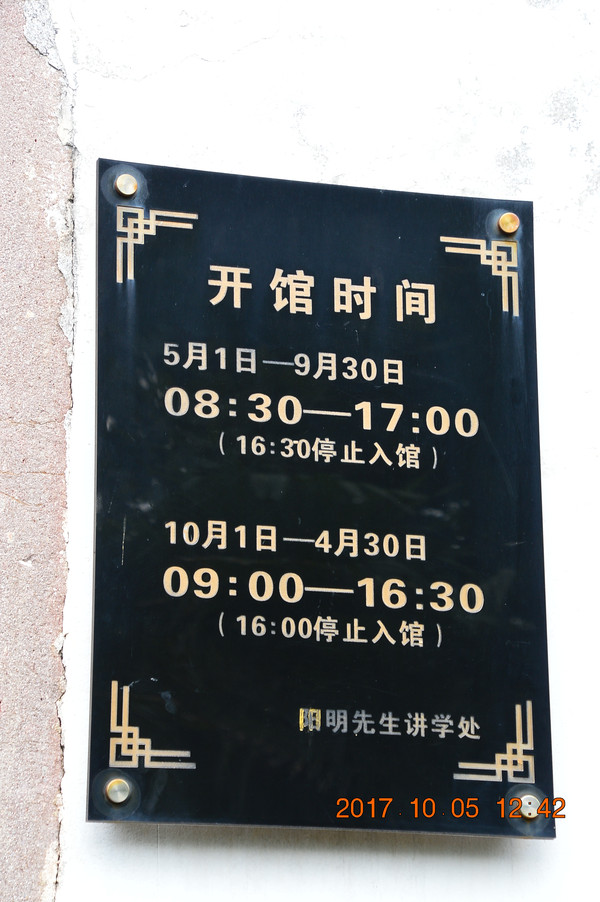 开馆时间
5月1日—9月30日
08:30—17:00
(16:30停止入馆)
10月1日—4月30日
09:00—16:30
(16:00停止入馆)
阳明先生讲学处
2017.10.05 12:42